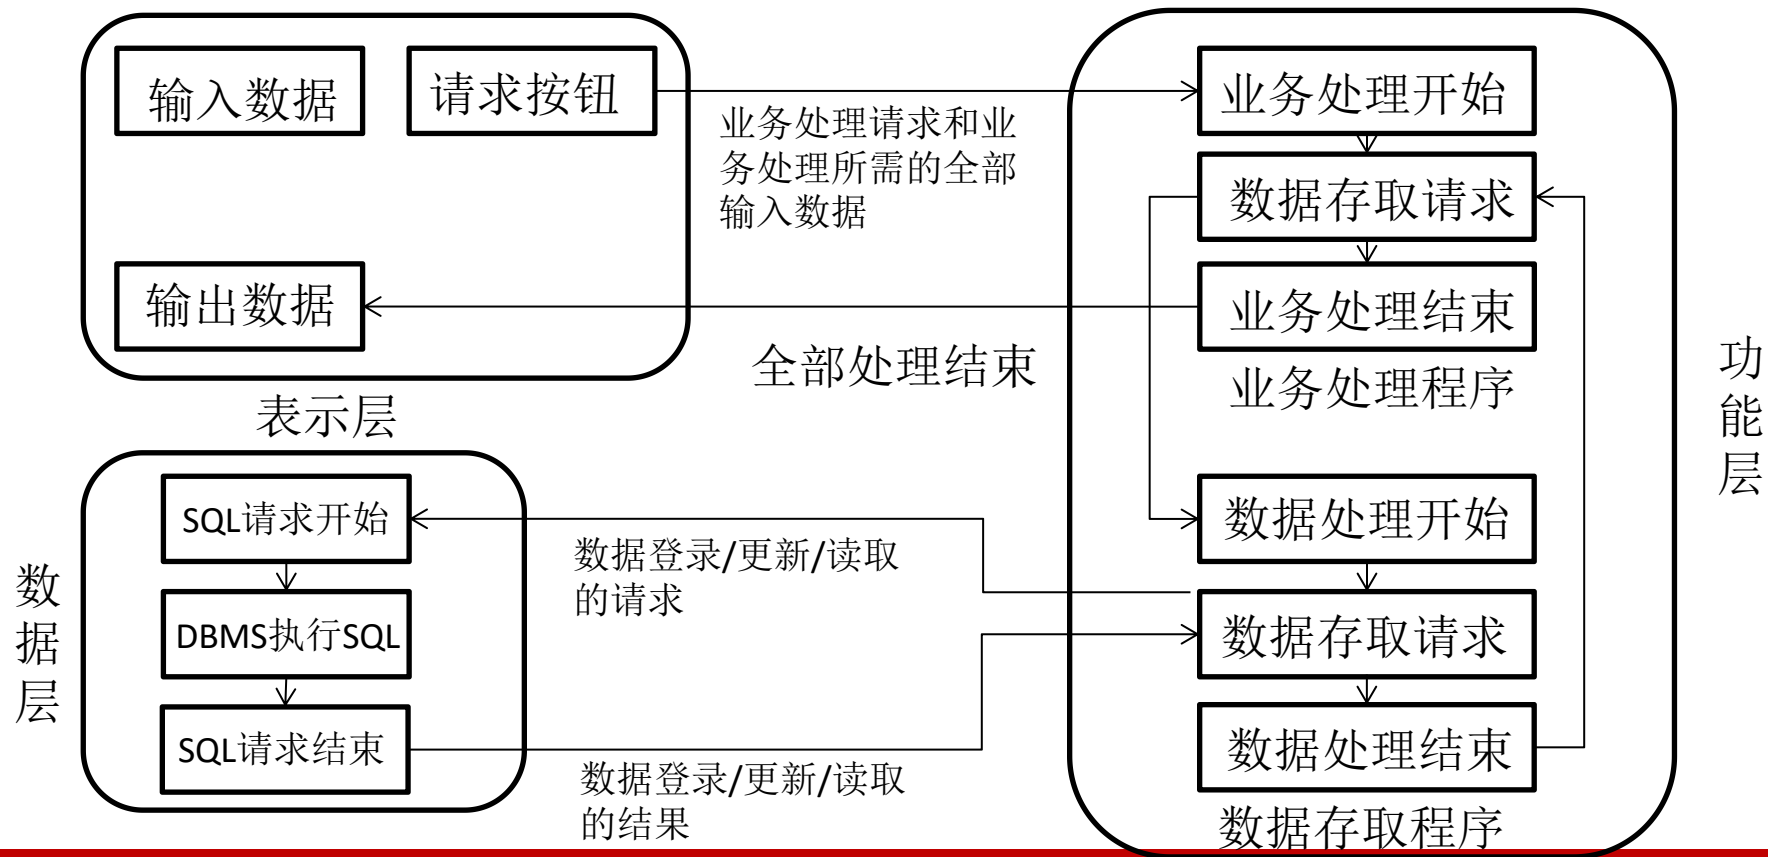 输入数据
请求按钮
业务处理请求和业
务处理所需的全部
输入数据
输出数据
全部处理结束
表示层
业务处理开始
数据存取请求
业务处理结束
业务处理程序
数据处理开始
数据存取请求
数据处理结束
数据存取程序
功能层
SQL请求开始
DBMS执行SQL
SQL请求结束
数据层
数据登录/更新/读取
的请求
数据登录/更新/读取
的结果